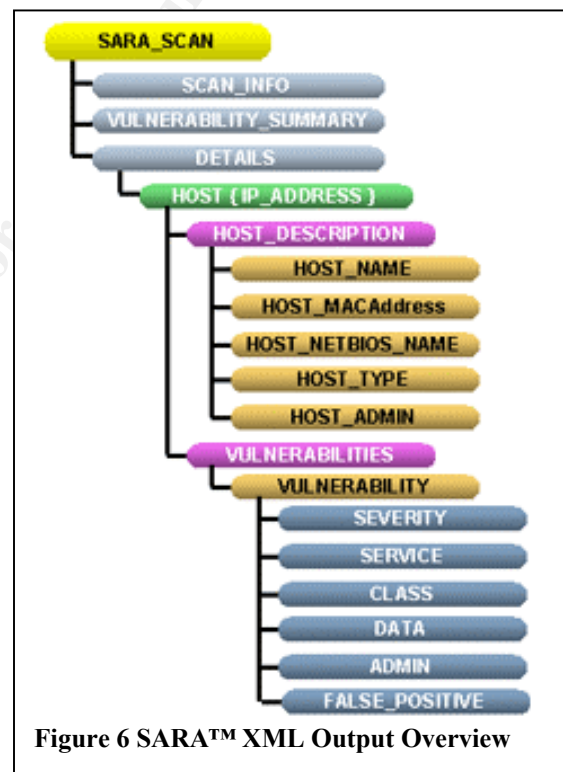 SARA_SCAN
SCAN_INFO
VULNERABILITY_SUMMARY
DETAILS
HOST { IP_ADDRESS }
HOST_DESCRIPTION
HOST_NAME
HOST_MACAddress
HOST_NETBIOS_NAME
HOST_TYPE
HOST_ADMIN
VULNERABILITIES
VULNERABILITY
SEVERITY
SERVICE
CLASS
DATA
ADMIN
FALSE_POSITIVE
Figure 6 SARA™ XML Output Overview